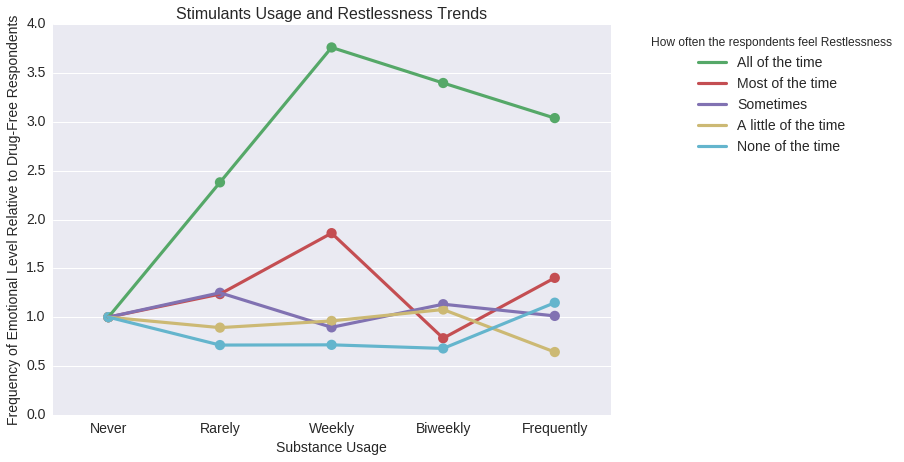 Stimulants Usage and Restlessness Trends
Frequency of Emotional Level Relative to Drug-Free Respondents
4.0
3.5
3.0
2.5
2.0
1.5
1.0
0.5
0.0
Never Rarely Weekly Biweekly Frequently
Substance Usage
How often the respondents feel Restlessness
All of the time
Most of the time
Sometimes
A little of the time
None of the time